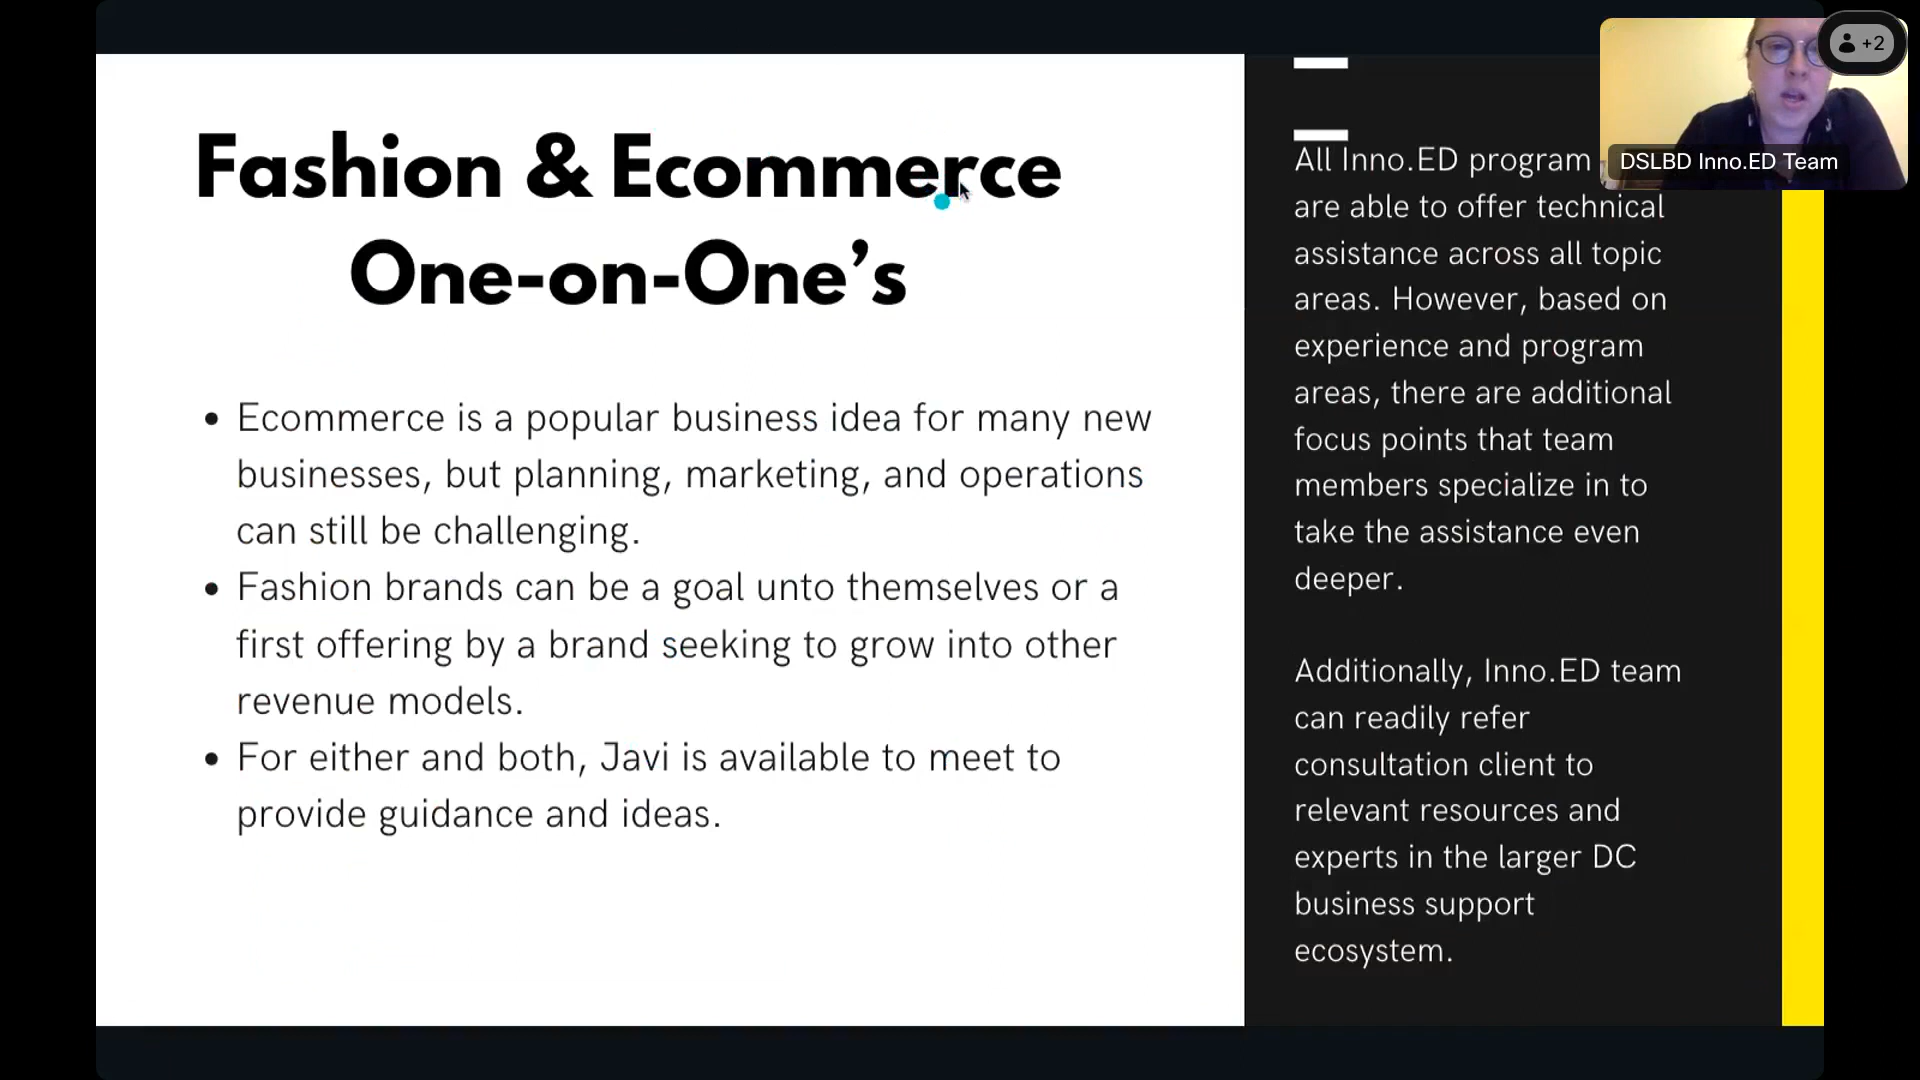 Fashion & Ecommerce
One-on-One’s
• Ecommerce is a popular business idea for many new
businesses, but planning, marketing, and operations
can still be challenging.
• Fashion brands can be a goal unto themselves or a
first offering by a brand seeking to grow into other
revenue models.
• For either and both, Javi is available to meet to
provide guidance and ideas.
All Inno.ED program
are able to offer technical
assistance across all topic
areas. However, based on
experience and program
areas, there are additional
focus points that team
members specialize in to
take the assistance even
deeper.
Additionally, Inno.ED team
can readily refer
consultation client to
relevant resources and
experts in the larger DC
business support
ecosystem.
+2
DSLBD Inno.ED Team